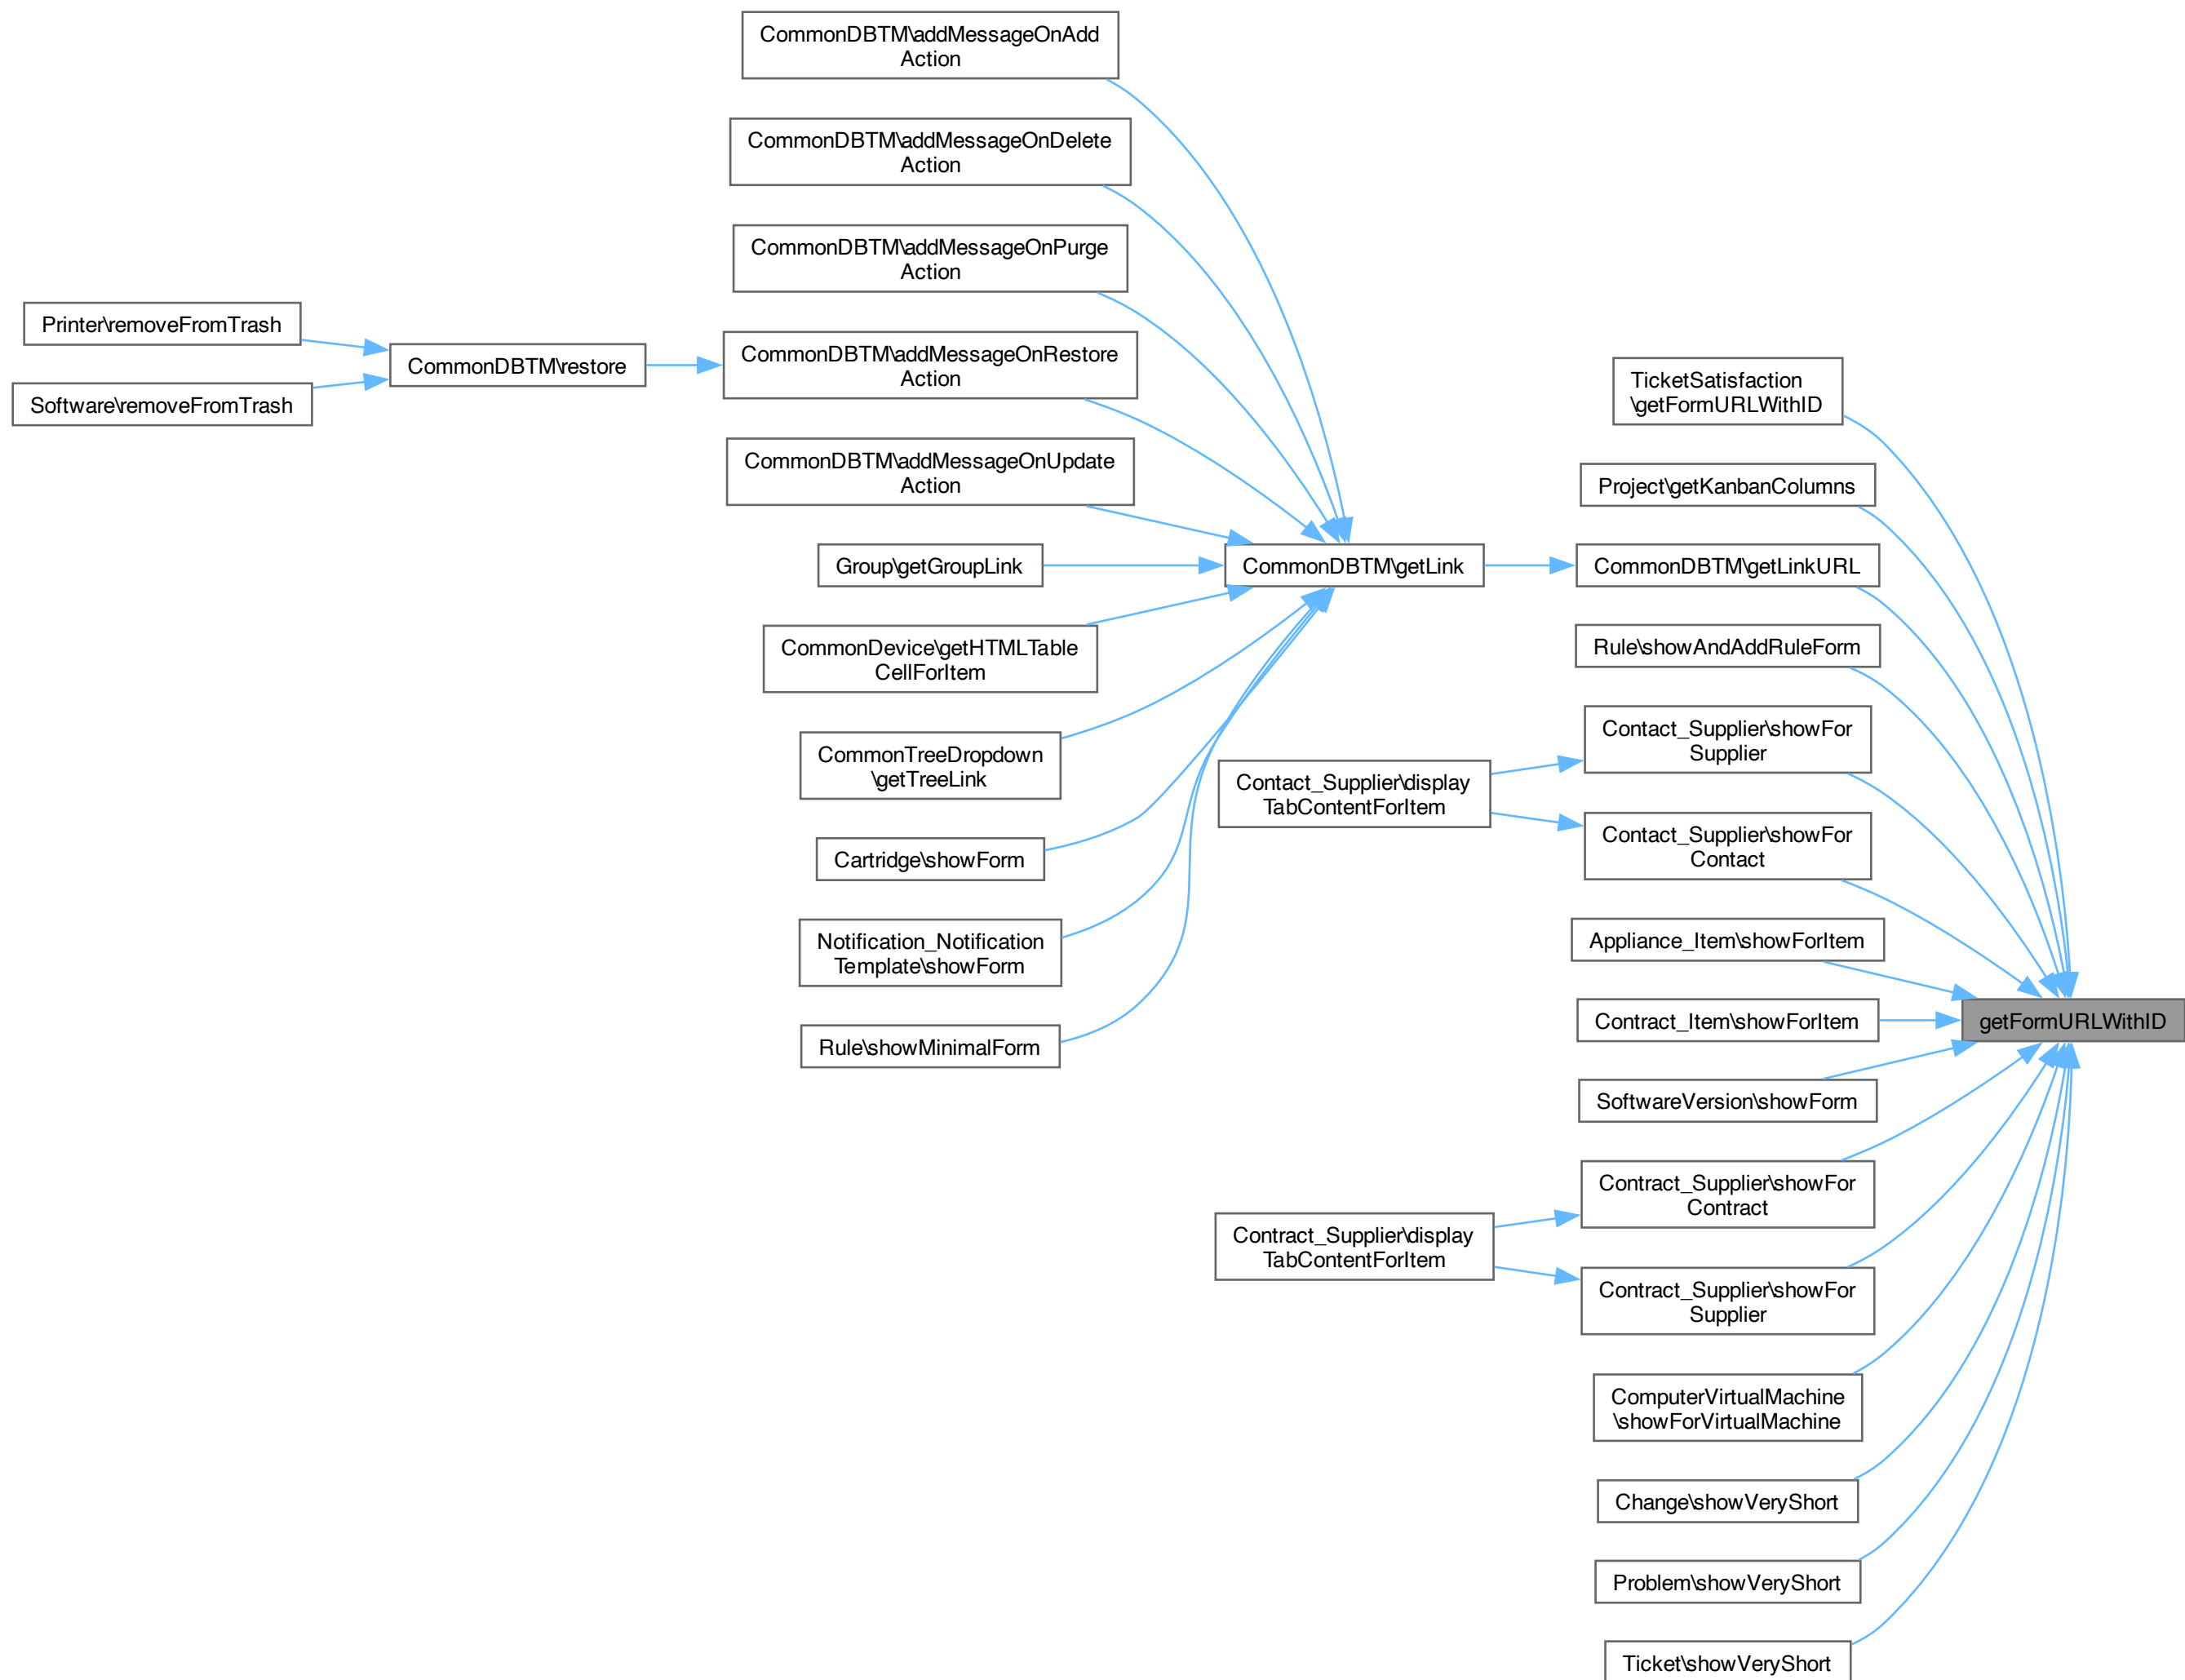 CommonDBTM\addMessageOnAdd
Action
CommonDBTM\addMessageOnDelete
Action
CommonDBTM\addMessageOnPurge
Action
Printer\removeFromTrash
Software\removeFromTrash
CommonDBTM\restore
CommonDBTM\addMessageOnRestore
Action
CommonDBTM\addMessageOnUpdate
Action
Group\getGroupLink
CommonDevice\getHTMLTable
CellForItem
CommonTreeDropdown
\getTreeLink
Cartridge\showForm
Notification_Notification
Template\showForm
Rule\showMinimalForm
CommonDBTM\getLink
Contact_Supplier\display
TabContentForItem
Contract_Supplier\display
TabContentForItem
TicketSatisfaction
\getFormURLWithID
Project\getKanbanColumns
CommonDBTM\getLinkURL
Rule\showAndAddRuleForm
Contact_Supplier\showFor
Supplier
Contact_Supplier\showFor
Contact
Appliance_Item\showForItem
Contract_Item\showForItem
SoftwareVersion\showForm
Contract_Supplier\showFor
Contract
Contract_Supplier\showFor
Supplier
ComputerVirtualMachine
\showForVirtualMachine
Change\showVeryShort
Problem\showVeryShort
Ticket\showVeryShort
getFormURLWithID